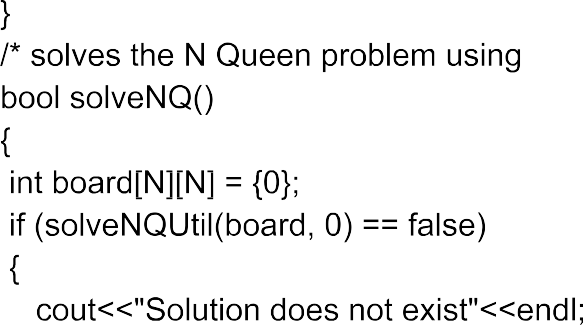 }
/* solves the N Queen problem using
bool solveNQ()
{
int board[N][N] = {0};
if (solveNQUtil(board, 0) == false)
{
cout<<"Solution does not exist"<<endl;